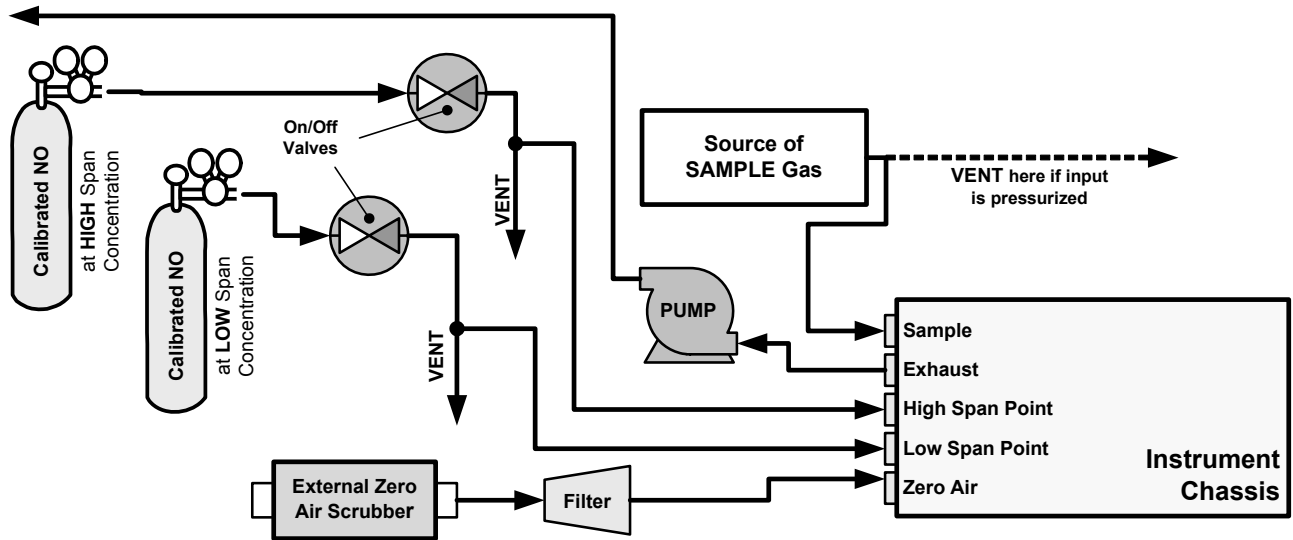 Calibrated NO
at HIGH Span
Concentration
Calibrated NO
at LOW Span
Concentration
On/Off
Valves
VENT
VENT
Source of
SAMPLE Gas
VENT here if input
is pressurized
PUMP
Sample
Exhaust
High Span Point
Low Span Point
Zero Air
Instrument
Chassis
External Zero
Air Scrubber
Filter